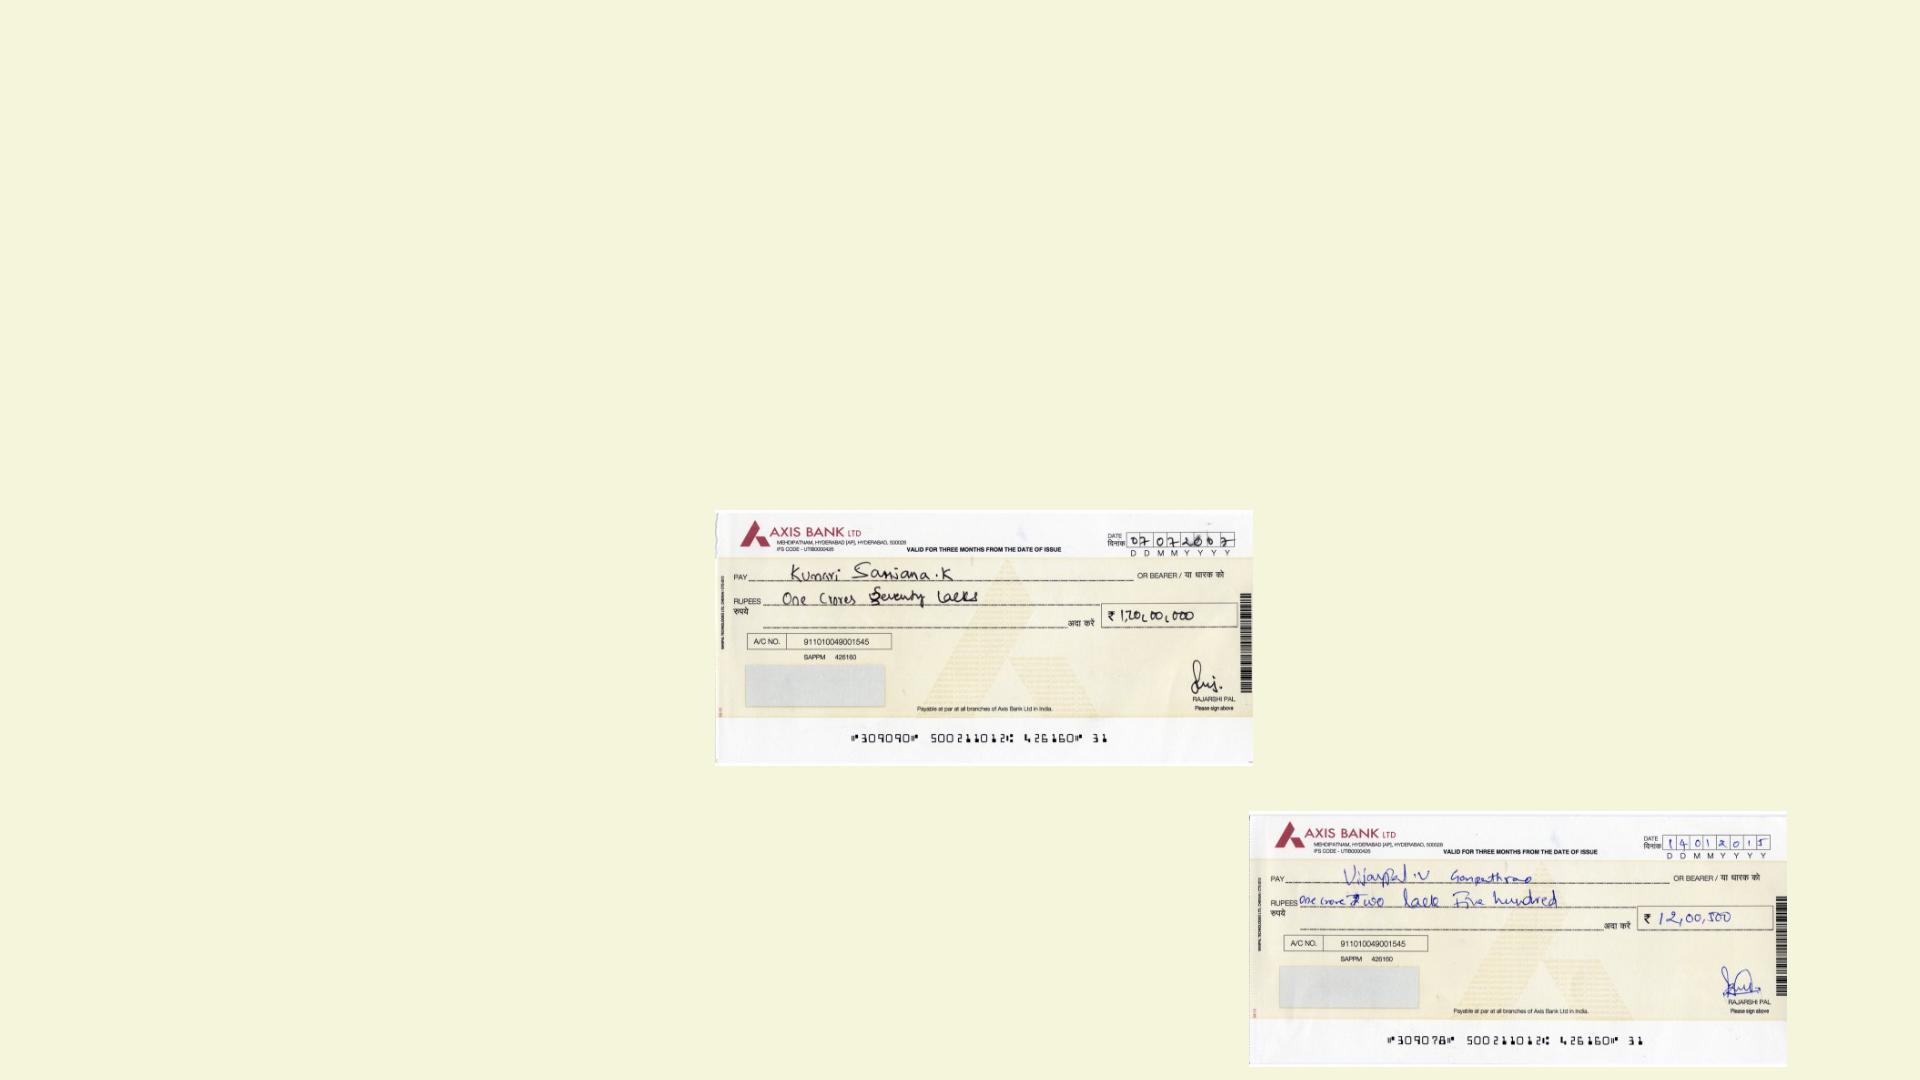 AXIS BANK LTD
MEHDIPATNAM, HYDERABAD [AP], HYDERABAD, 500028
IFS CODE - UTIB0000426
VALID FOR THREE MONTHS FROM THE DATE OF ISSUE
DATE
दिनांक 07072007
D D M M Y Y Y Y
PAY Kumari Sanjana.K OR BEARER / या धारक को
RUPEES One Crores Seventy lacks
रुपये
अदा करें ₹ 1,70,00,000
A/C NO. 911010049001545
SAPPM 426160
RAJARSHI PAL
Payable at par at all branches of Axis Bank Ltd in India.
Please sign above
"309090" 500211012: 426160" 31
AXIS BANK LTD
MEHDIPATNAM, HYDERABAD [AP], HYDERABAD, 500028
IFS CODE - UTIB0000426
VALID FOR THREE MONTHS FROM THE DATE OF ISSUE
DATE
दिनांक 14012015
D D M M Y Y Y Y
PAY Vijaypal.V Ganpathrao OR BEARER / या धारक को
RUPEES One crore Two lack Five hundred
रुपये
अदा करें ₹ 12,00,500
A/C NO. 911010049001545
SAPPM 426160
RAJARSHI PAL
Payable at par at all branches of Axis Bank Ltd in India.
Please sign above
"309078" 500211012: 426160" 31